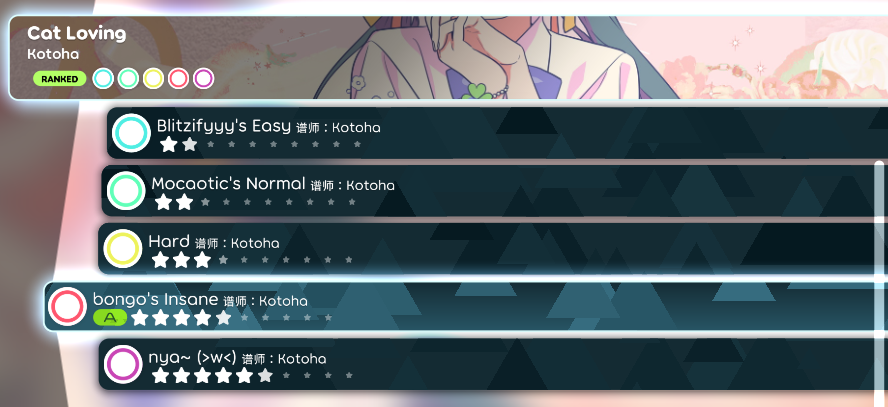 Cat Loving
Kotoha
RANKED
Blitzifyyy's Easy 谱师 : Kotoha
Mocaotic's Normal 谱师 : Kotoha
Hard 谱师 : Kotoha
bongo's Insane 谱师 : Kotoha
A
nya~ (>w<) 谱师 : Kotoha